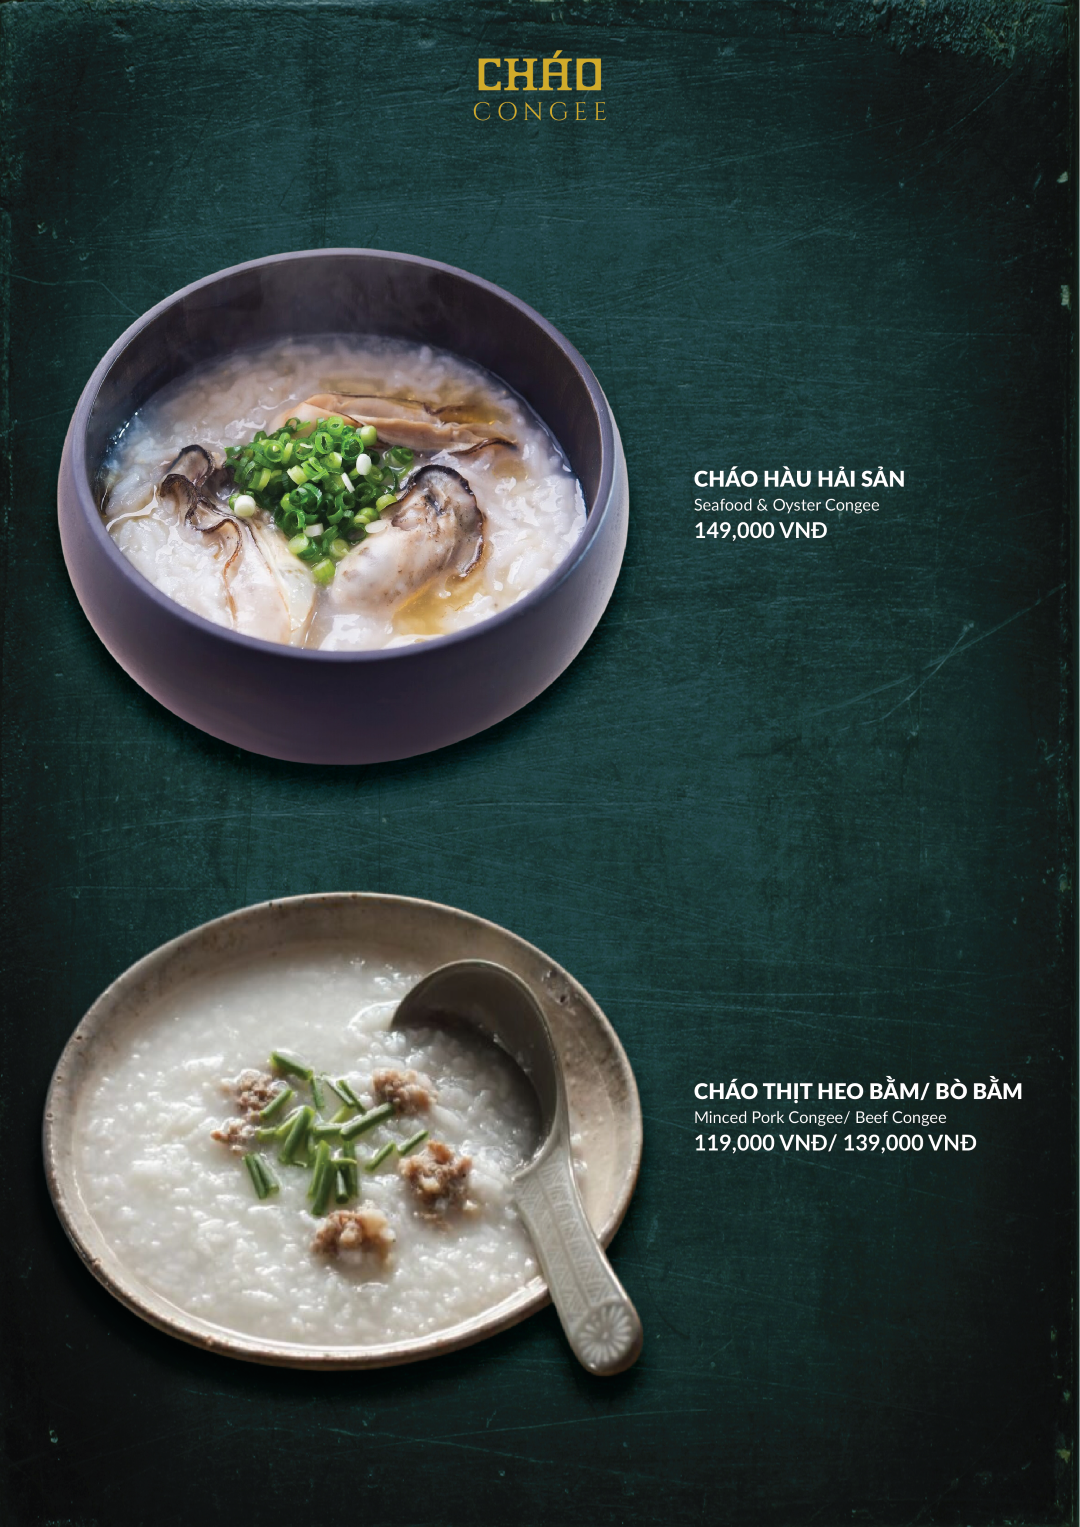 CHÁO
CONGEE
CHÁO HÀU HẢI SẢN
Seafood & Oyster Congee
149,000 VNĐ
CHÁO THỊT HEO BẰM/ BÒ BẰM
Minced Pork Congee/ Beef Congee
119,000 VNĐ/ 139,000 VNĐ